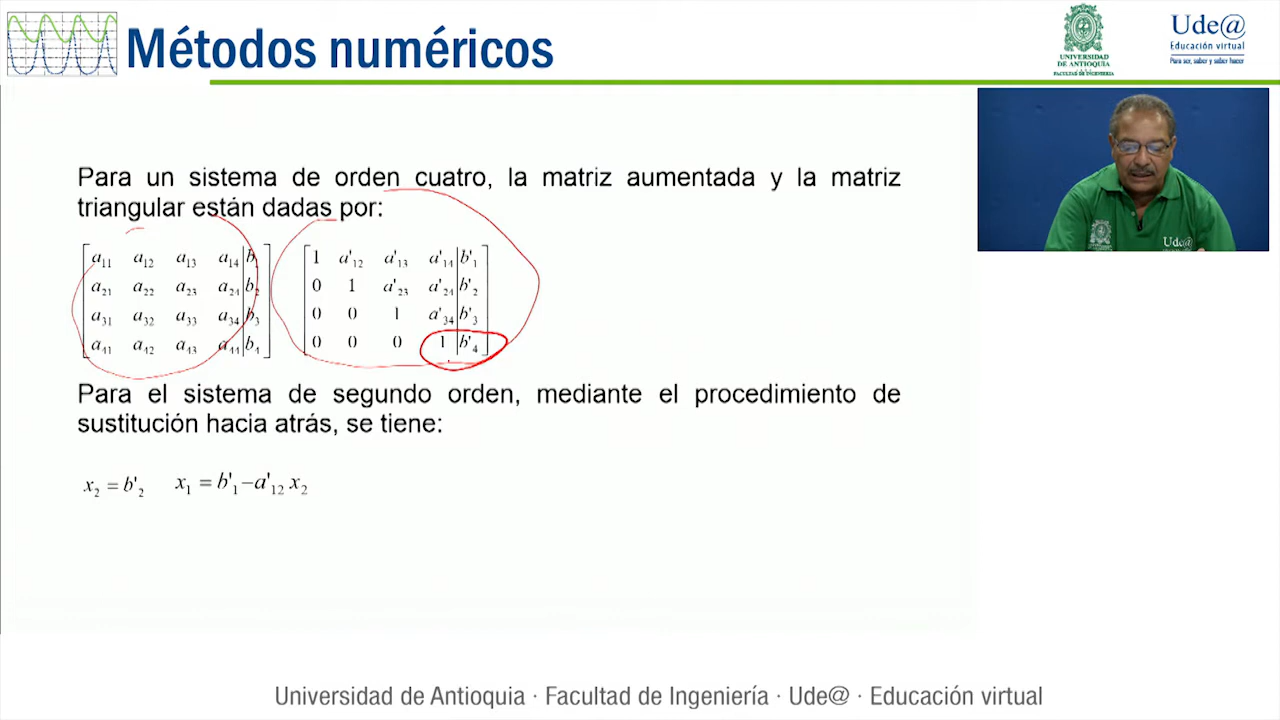 Métodos numéricos
UNIVERSIDAD
DE ANTIOQUIA
FACULTAD DE INGENIERÍA
Ude@
Educación virtual
Para ser, saber y saber hacer
Para un sistema de orden cuatro, la matriz aumentada y la matriz
triangular están dadas por:
a11 a12 a13 a14 | b1
a21 a22 a23 a24 | b2
a31 a32 a33 a34 | b3
a41 a42 a43 a44 | b4
1 a'12 a'13 a'14 | b'1
0 1 a'23 a'24 | b'2
0 0 1 a'34 | b'3
0 0 0 1 | b'4
Para el sistema de segundo orden, mediante el procedimiento de
sustitución hacia atrás, se tiene:
x2 = b'2 x1 = b'1 − a'12 x2
Ude@
Universidad de Antioquia · Facultad de Ingeniería · Ude@ · Educación virtual